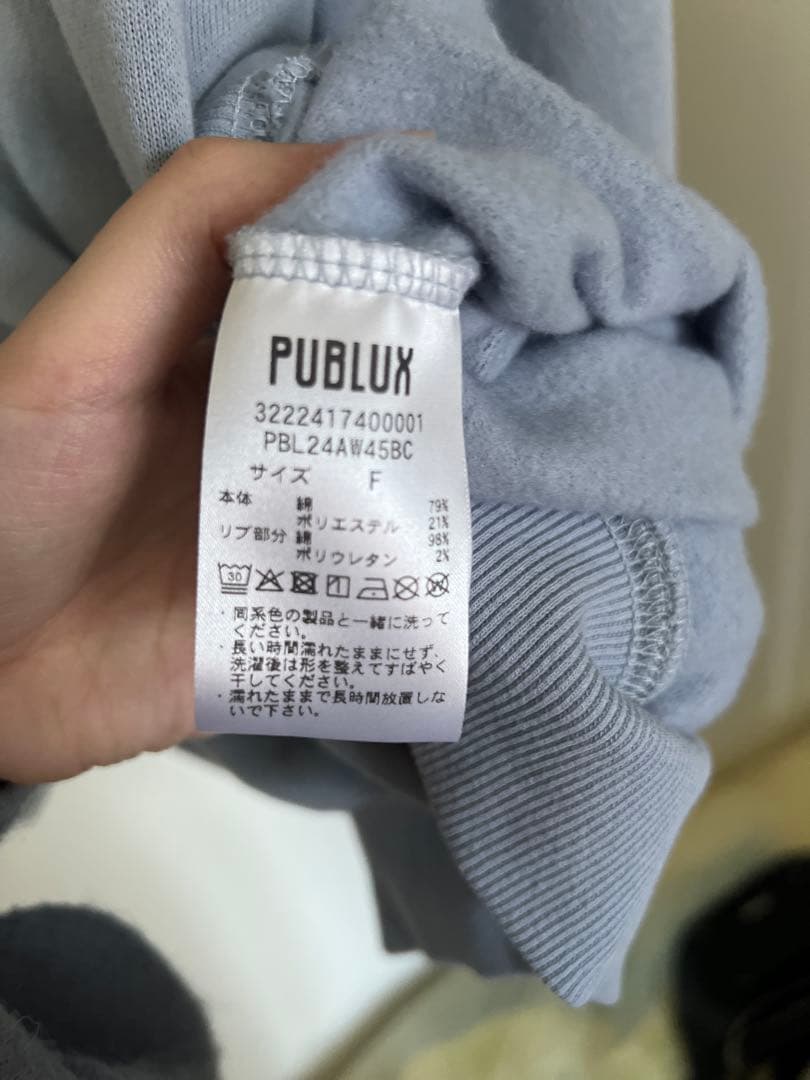 PUBLUX
3222417400001
PBL24AW45BC
サイズ F
本体 綿 79%
ポリエステル 21%
リブ部分 綿 98%
ポリウレタン 2%
30
・同系色の製品と一緒に洗って
ください。
・長い時間濡れたままにせず、
洗濯後は形を整えてすばやく
干してください。
・濡れたままで長時間放置しな
いで下さい。